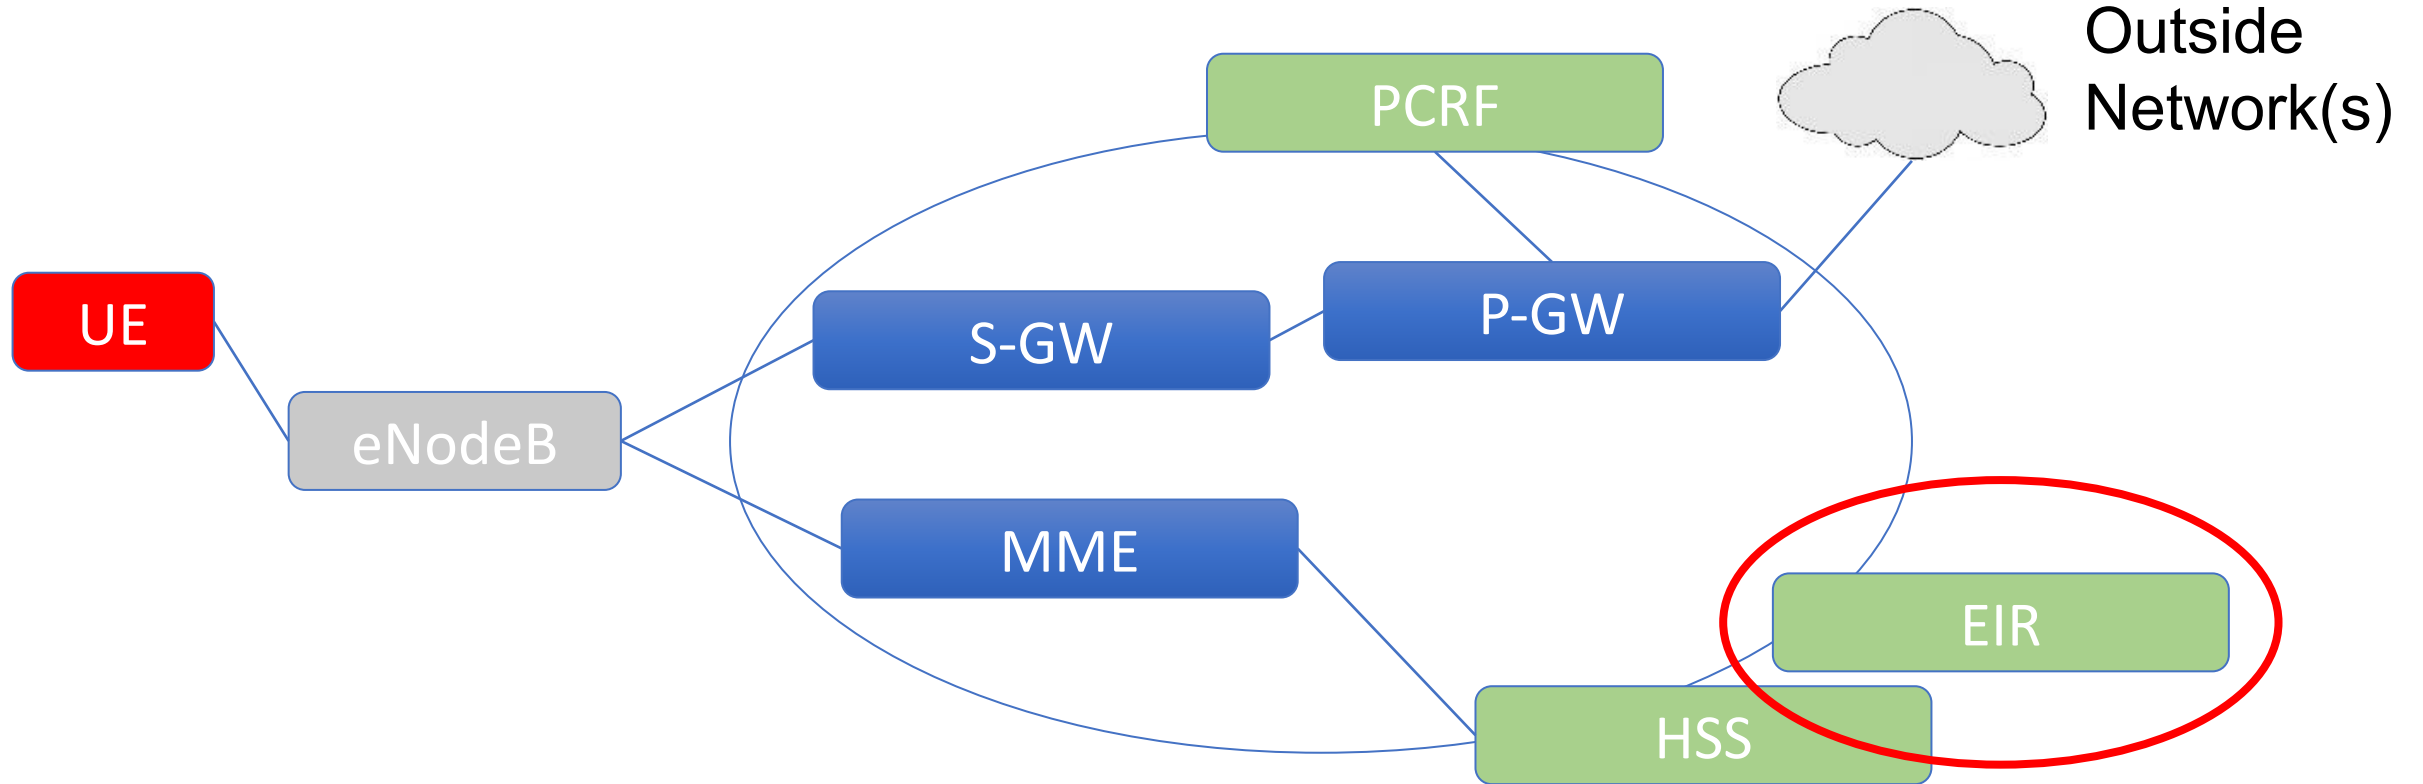 Outside
Network(s)
PCRF
UE
S-GW
P-GW
eNodeB
MME
EIR
HSS